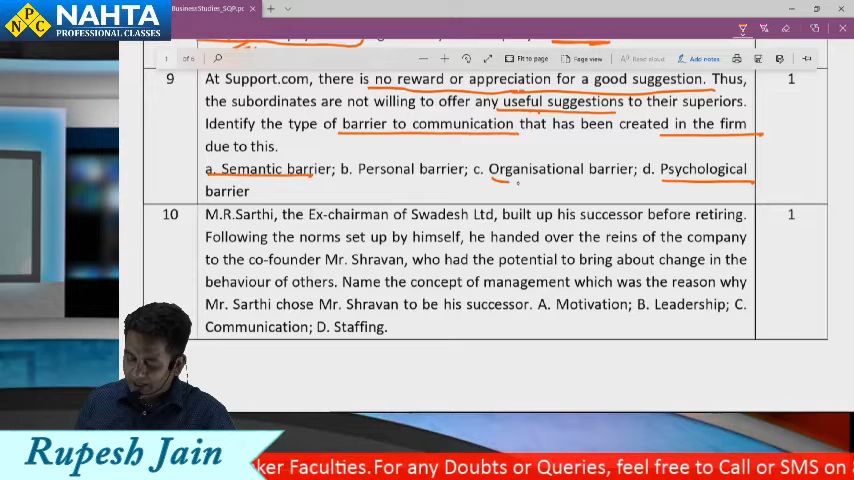 NPC
NAHTA
PROFESSIONAL CLASSES
BusinessStudies_SQP.pc
1 of 6
Fit to page
Page view
Read aloud
Add notes
9
At Support.com, there is no reward or appreciation for a good suggestion. Thus,
the subordinates are not willing to offer any useful suggestions to their superiors.
Identify the type of barrier to communication that has been created in the firm
due to this.
a. Semantic barrier; b. Personal barrier; c. Organisational barrier; d. Psychological
barrier
1
10
M.R.Sarthi, the Ex-chairman of Swadesh Ltd, built up his successor before retiring.
Following the norms set up by himself, he handed over the reins of the company
to the co-founder Mr. Shravan, who had the potential to bring about change in the
behaviour of others. Name the concept of management which was the reason why
Mr. Sarthi chose Mr. Shravan to be his successor. A. Motivation; B. Leadership; C.
Communication; D. Staffing.
1
Rupesh Jain
ker Faculties.For any Doubts or Queries, feel free to Call or SMS on